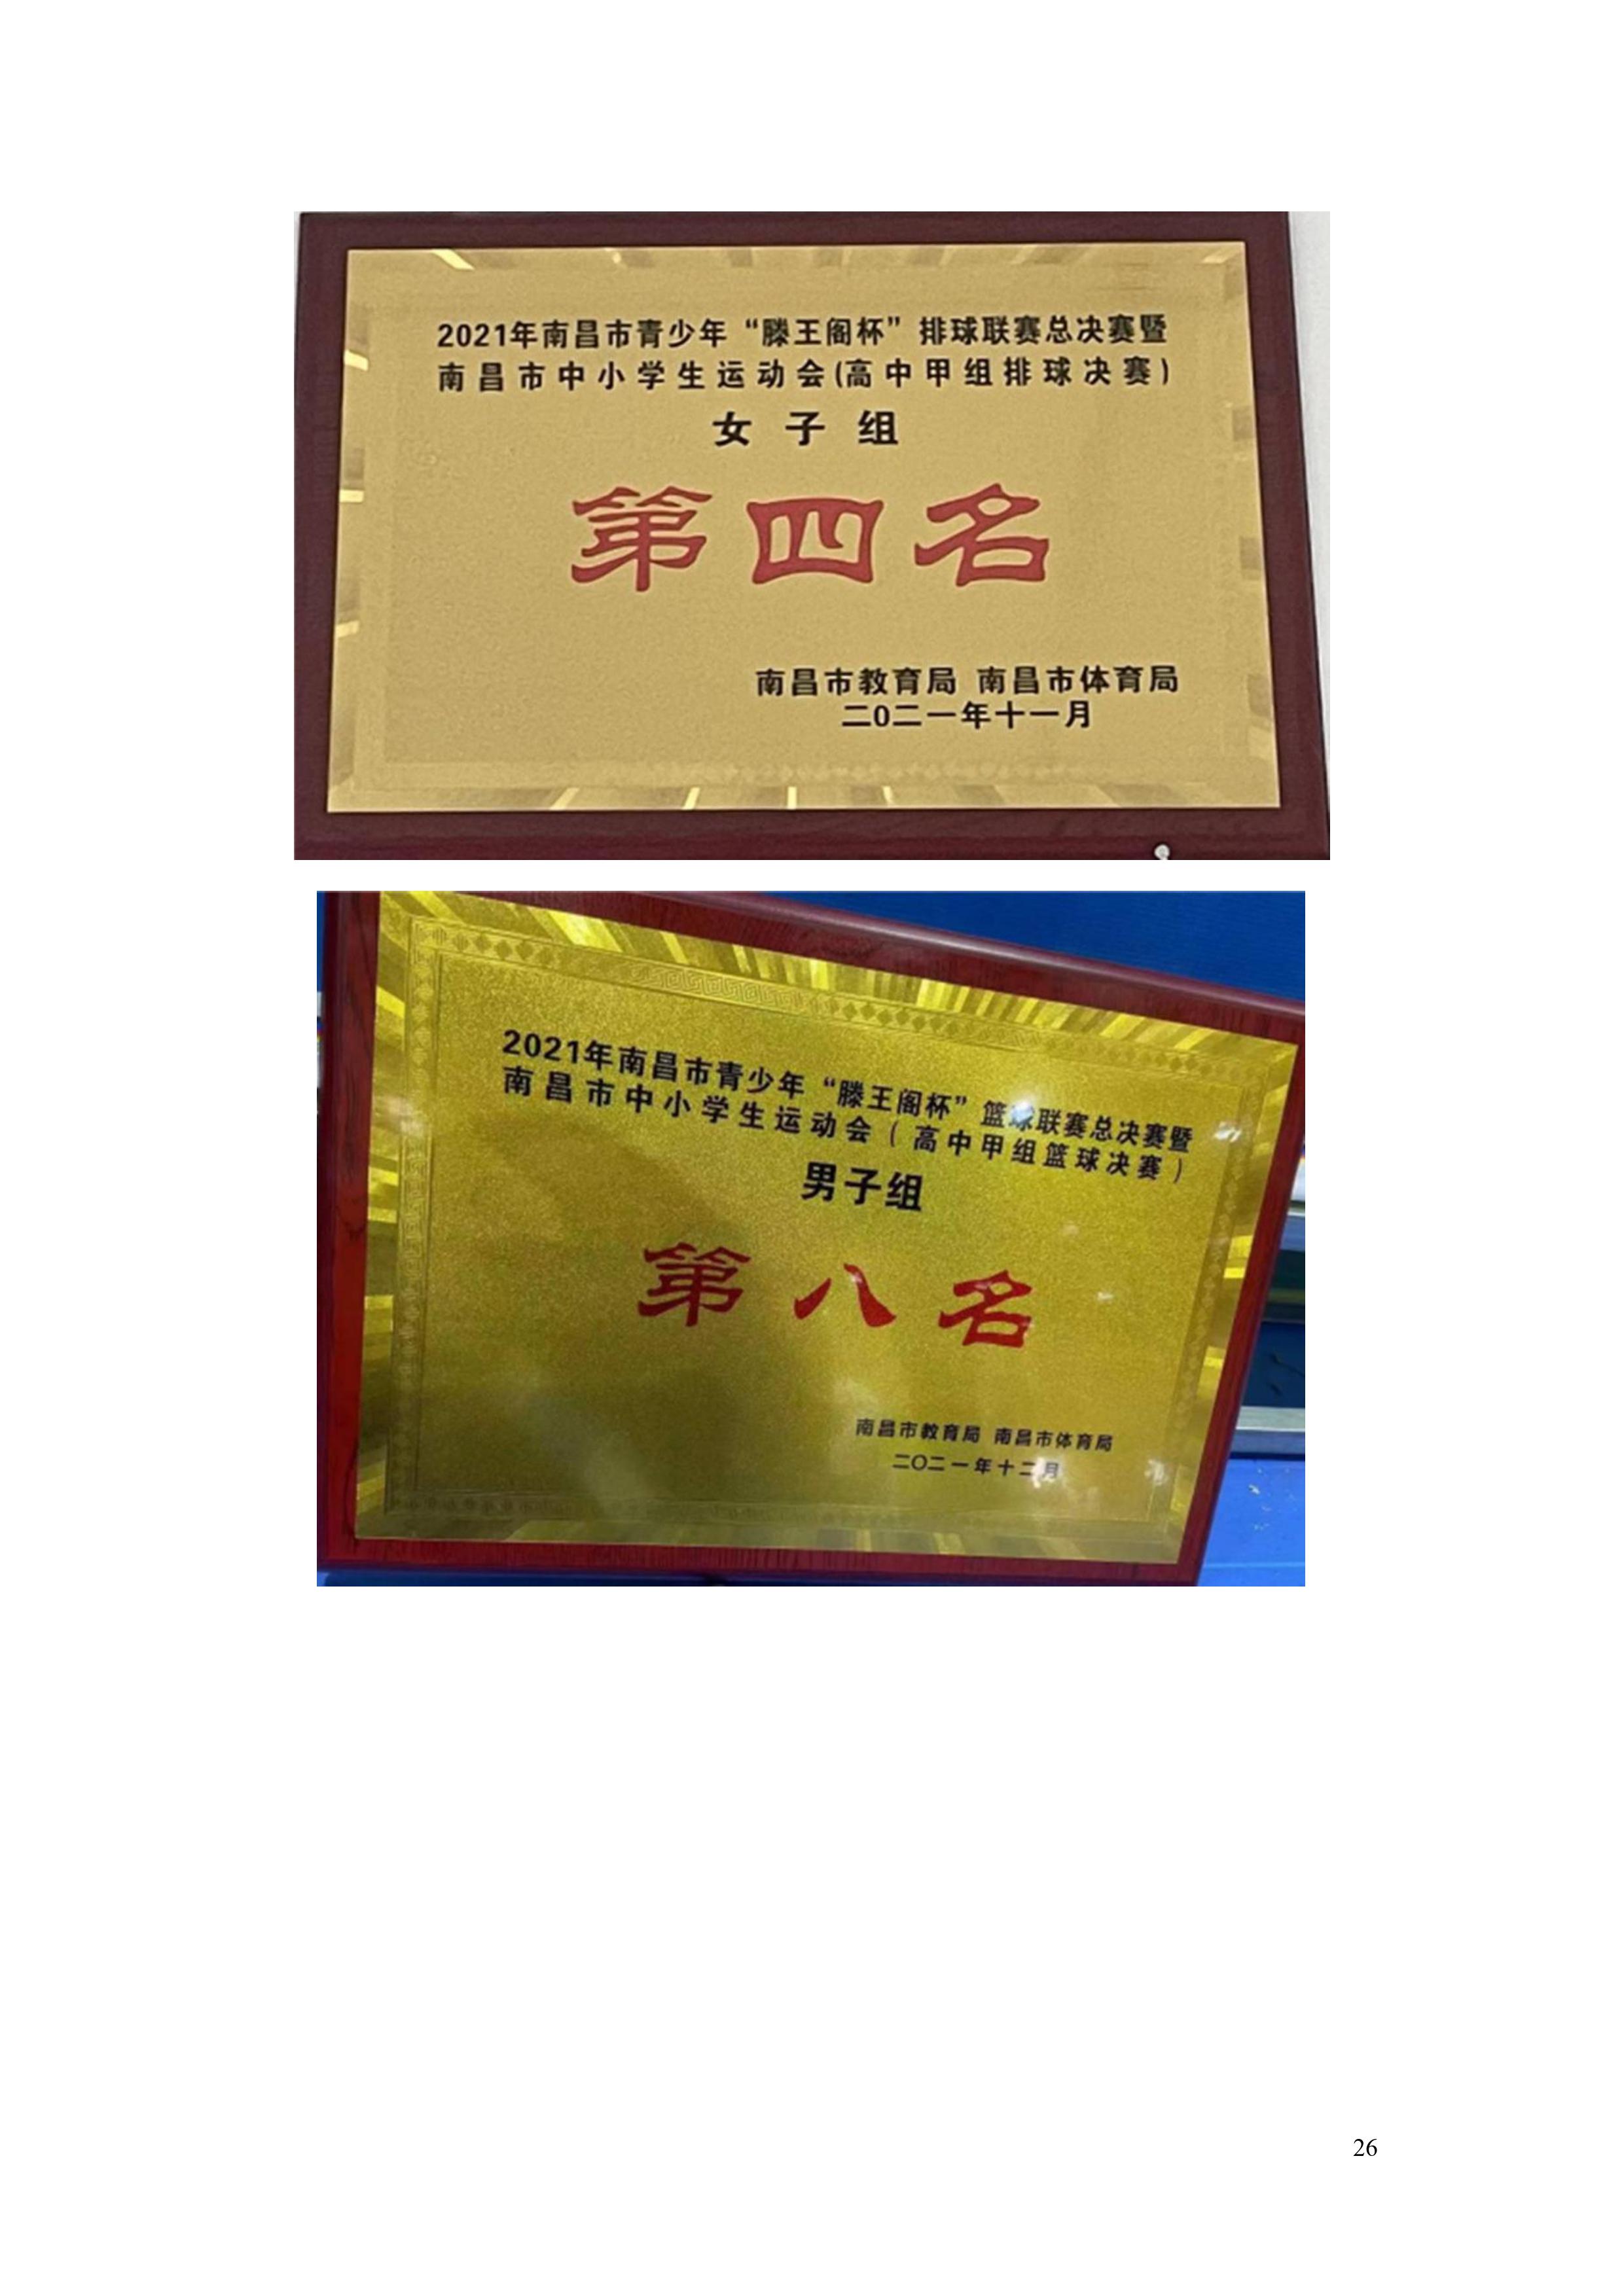 2021年南昌市青少年“滕王阁杯”排球联赛总决赛暨
南昌市中小学生运动会(高中甲组排球决赛)
女子组
第四名
南昌市教育局 南昌市体育局
二0二一年十一月
2021年南昌市青少年“滕王阁杯”篮球联赛总决赛暨
南昌市中小学生运动会（高中甲组篮球决赛）
男子组
第八名
南昌市教育局 南昌市体育局
二〇二一年十二月
26